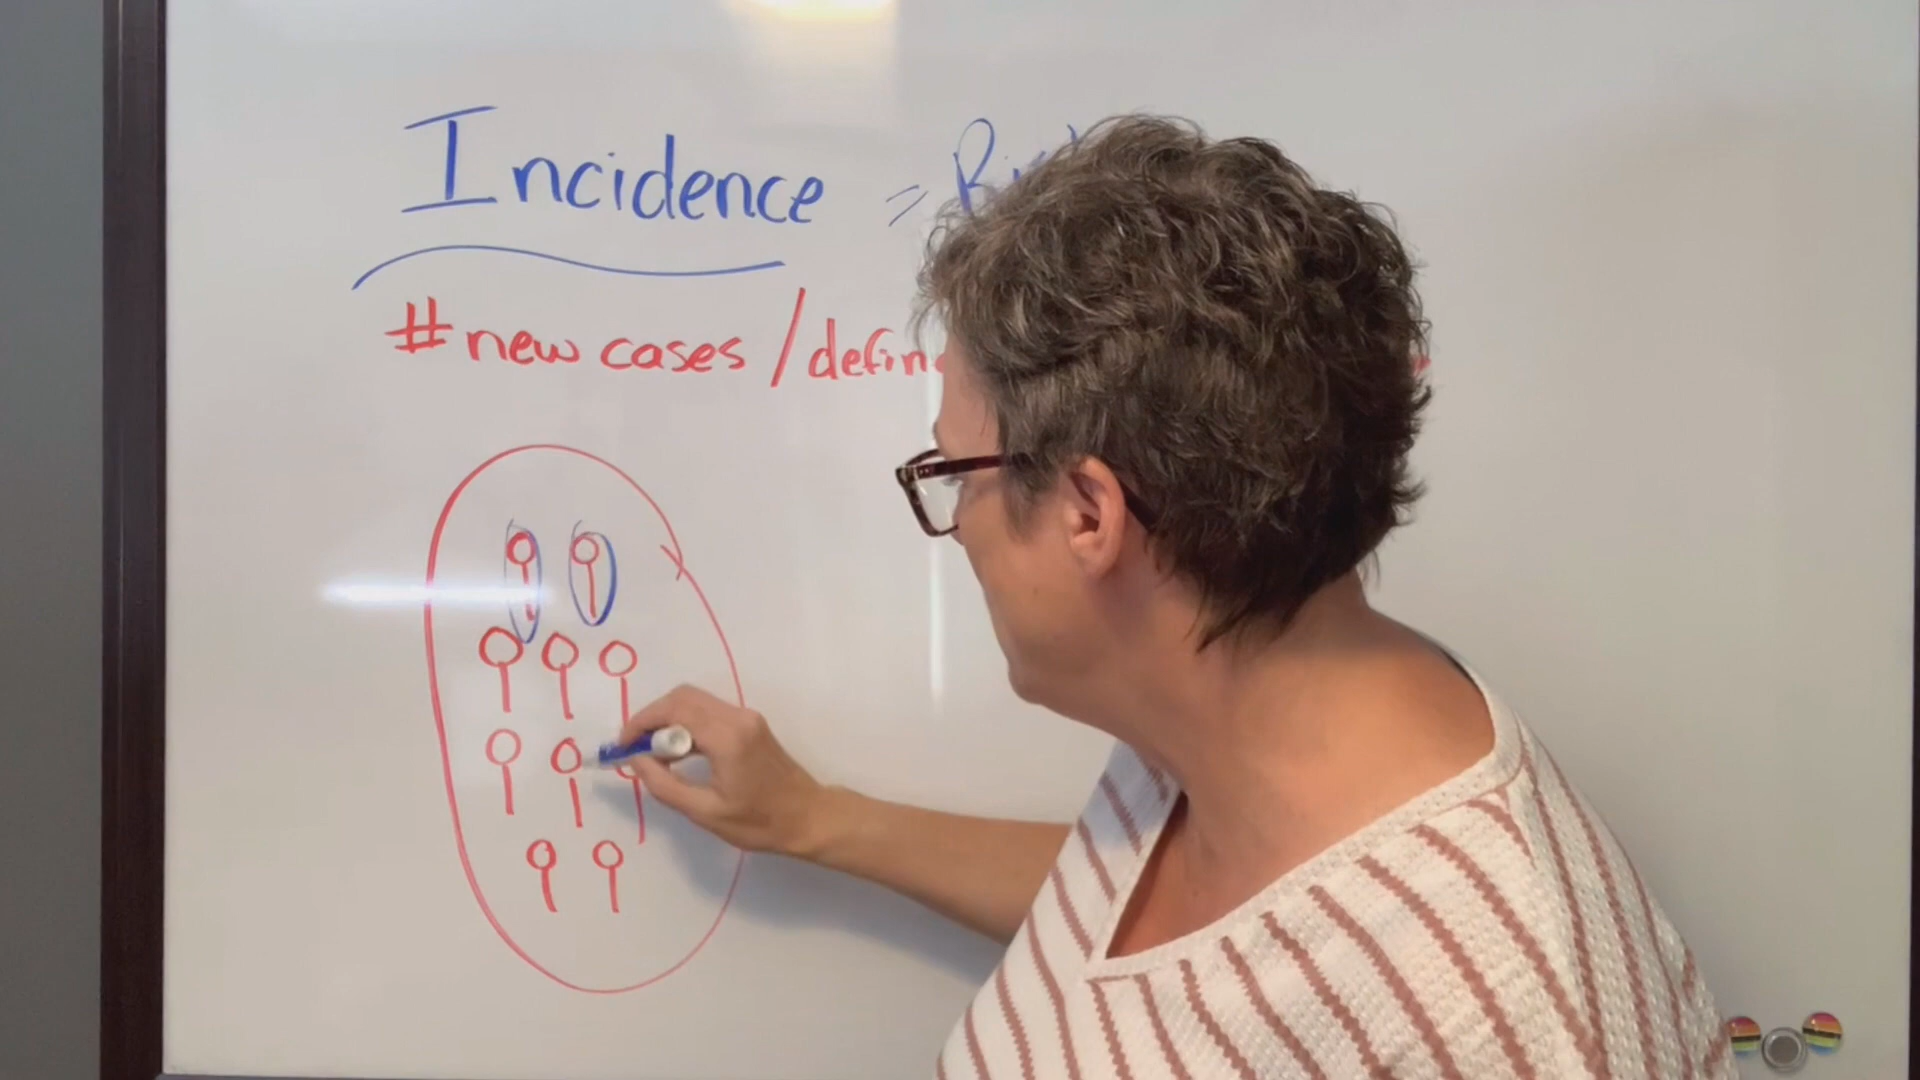 Incidence =
#new cases /